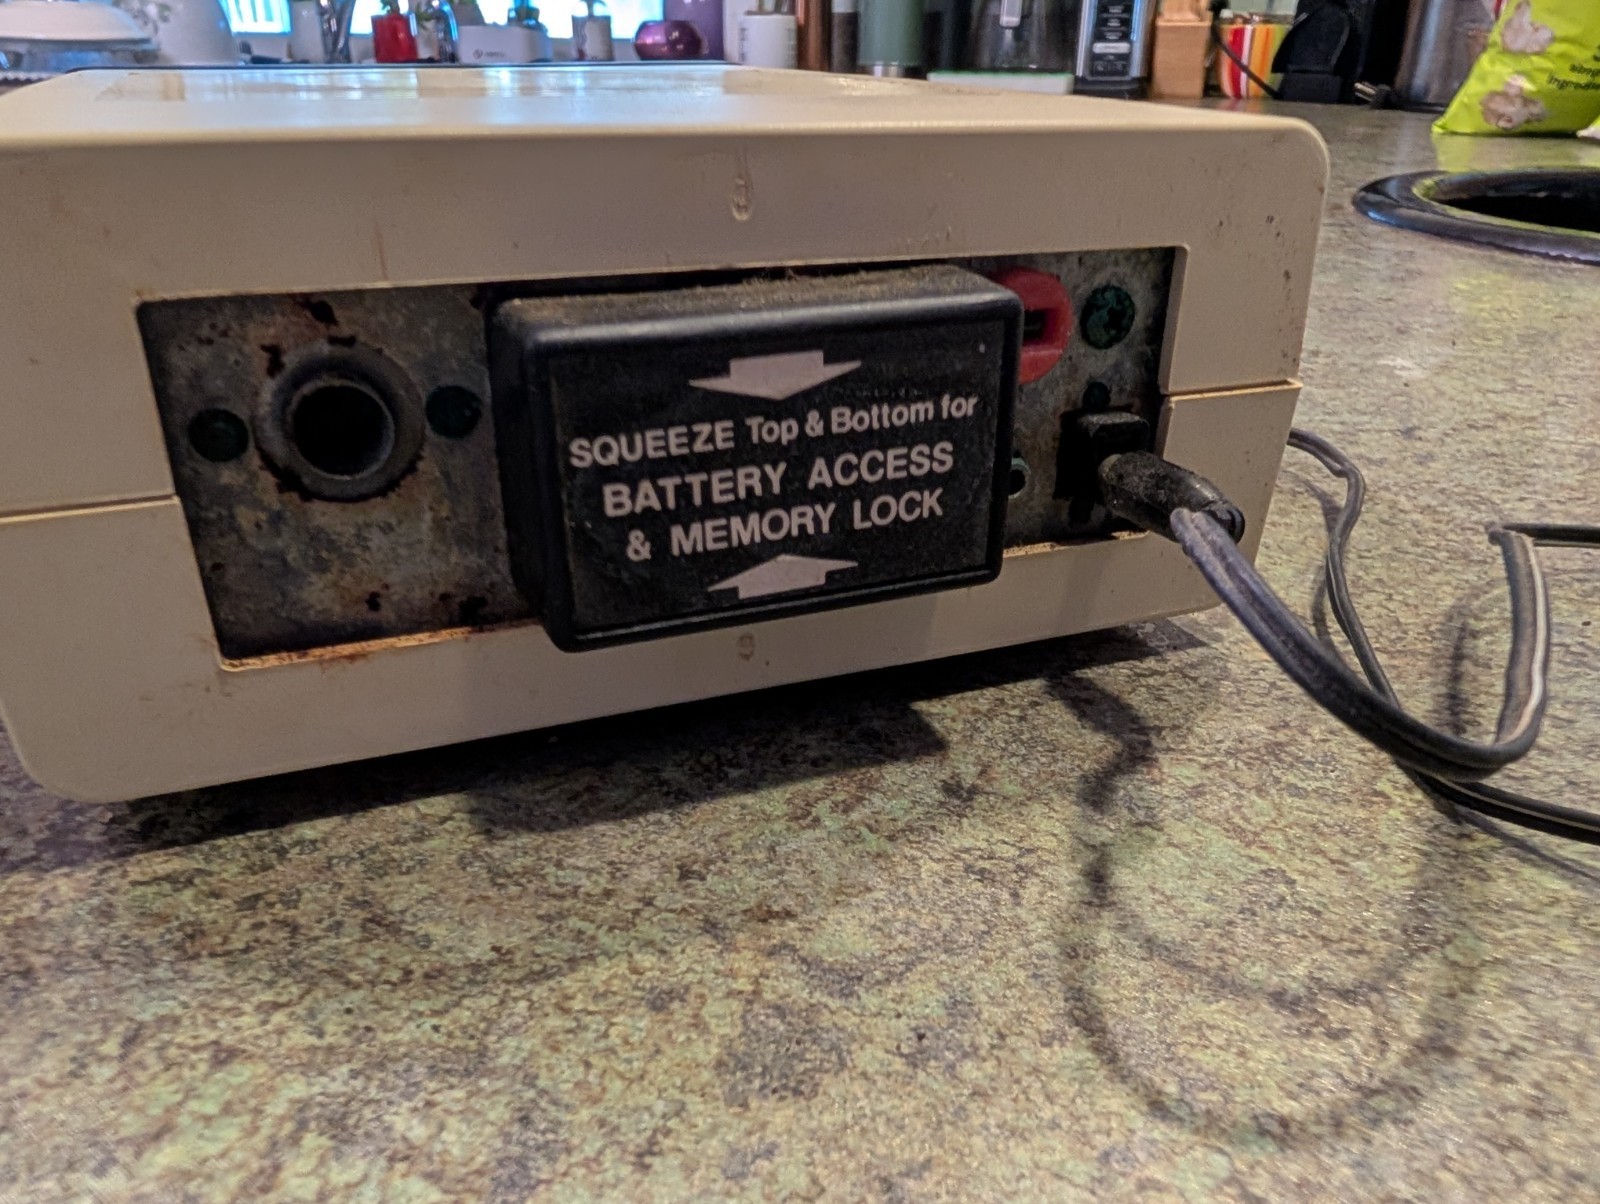 SQUEEZE Top & Bottom for
BATTERY ACCESS
& MEMORY LOCK